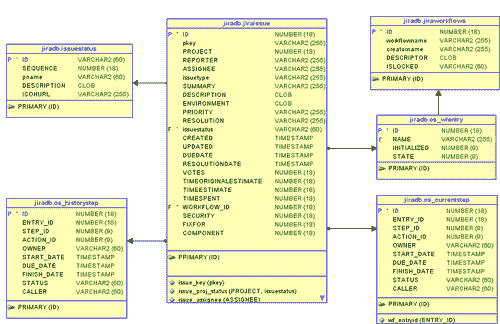 jiradb.issuestatus
P * ID NUMBER (18)
SEQUENCE NUMBER (18)
pname VARCHAR2 (60)
DESCRIPTION CLOB
ICONURL VARCHAR2 (255)
PRIMARY (ID)
jiradb.jiraissue
P * ID NUMBER (18)
pkey VARCHAR2 (255)
PROJECT NUMBER (18)
REPORTER VARCHAR2 (255)
ASSIGNEE VARCHAR2 (255)
issuetype VARCHAR2 (255)
SUMMARY VARCHAR2 (255)
DESCRIPTION CLOB
ENVIRONMENT CLOB
PRIORITY VARCHAR2 (255)
RESOLUTION VARCHAR2 (255)
F * issuestatus VARCHAR2 (60)
CREATED TIMESTAMP
UPDATED TIMESTAMP
DUEDATE TIMESTAMP
RESOLUTIONDATE TIMESTAMP
VOTES NUMBER (18)
TIMEORIGINALESTIMATE NUMBER (18)
TIMEESTIMATE NUMBER (18)
TIMESPENT NUMBER (18)
F * WORKFLOW_ID NUMBER (18)
SECURITY NUMBER (18)
FIXFOR NUMBER (18)
COMPONENT NUMBER (18)
PRIMARY (ID)
issue_key (pkey)
issue_proj_status (PROJECT, issuestatus)
issue_assignee (ASSIGNEE)
jiradb.jiraworkflows
P * ID NUMBER (18)
workflowname VARCHAR2 (255)
creatorname VARCHAR2 (255)
DESCRIPTOR CLOB
ISLOCKED VARCHAR2 (60)
PRIMARY (ID)
jiradb.os_wfentry
P * ID NUMBER (18)
F NAME VARCHAR2 (255)
INITIALIZED NUMBER (9)
STATE NUMBER (9)
PRIMARY (ID)
jiradb.os_historystep
P * ID NUMBER (18)
ENTRY_ID NUMBER (18)
STEP_ID NUMBER (9)
ACTION_ID NUMBER (9)
OWNER VARCHAR2 (60)
START_DATE TIMESTAMP
DUE_DATE TIMESTAMP
FINISH_DATE TIMESTAMP
STATUS VARCHAR2 (60)
CALLER VARCHAR2 (60)
PRIMARY (ID)
jiradb.os_currentstep
P * ID NUMBER (18)
ENTRY_ID NUMBER (18)
STEP_ID NUMBER (9)
ACTION_ID NUMBER (9)
OWNER VARCHAR2 (60)
START_DATE TIMESTAMP
DUE_DATE TIMESTAMP
FINISH_DATE TIMESTAMP
STATUS VARCHAR2 (60)
CALLER VARCHAR2 (60)
PRIMARY (ID)
wf_entryid (ENTRY_ID)